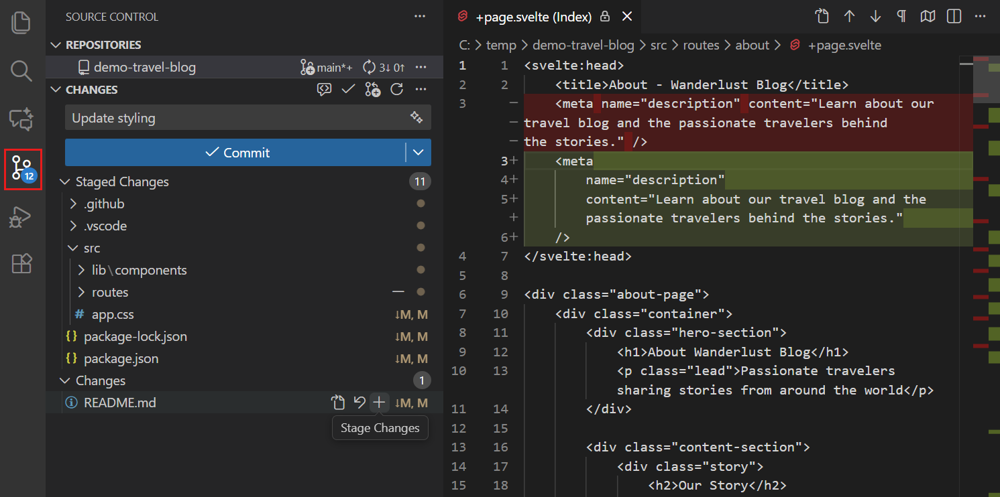 SOURCE CONTROL
REPOSITORIES
demo-travel-blog main*+ 3↓ 0↑
CHANGES
Update styling
Commit
Staged Changes 11
.github
.vscode
src
lib\components
routes
# app.css ↓M, M
{} package-lock.json ↓M, M
{} package.json ↓M, M
Changes 1
README.md ↓M, M
Stage Changes
12
+page.svelte (Index)
C: > temp > demo-travel-blog > src > routes > about > +page.svelte
1 1 <svelte:head>
2 2 <title>About - Wanderlust Blog</title>
3 — <meta name="description" content="Learn about our
— travel blog and the passionate travelers behind
— the stories." />
3+ <meta
4+ name="description"
5+ content="Learn about our travel blog and the
+ passionate travelers behind the stories."
6+ />
4 7 </svelte:head>
5 8
6 9 <div class="about-page">
7 10 <div class="container">
8 11 <div class="hero-section">
9 12 <h1>About Wanderlust Blog</h1>
10 13 <p class="lead">Passionate travelers
sharing stories from around the world</p>
11 14 </div>
12 15
13 16 <div class="content-section">
14 17 <div class="story">
15 18 <h2>Our Story</h2>